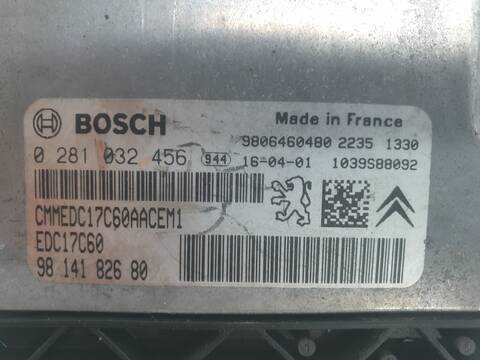 BOSCH
Made in France
9806460480 2235 1330
0 281 032 456 944 16-04-01 1039S88092
CMMEDC17C60AACEM1
EDC17C60
98 141 826 80